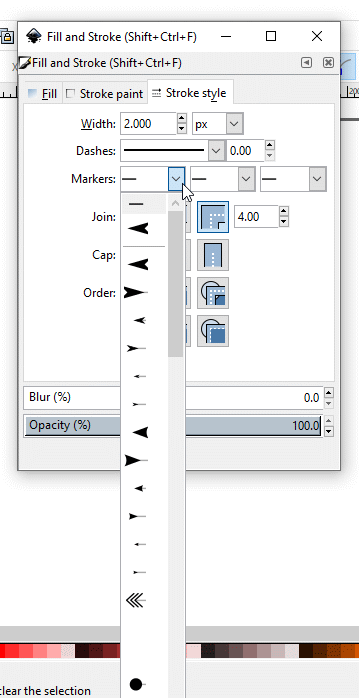 Fill and Stroke (Shift+Ctrl+F)
Fill and Stroke (Shift+Ctrl+F)
Fill Stroke paint Stroke style
Width: 2.000 px
Dashes: 0.00
Markers:
Join: 4.00
Cap:
Order:
Blur (%) 0.0
Opacity (%) 100.0
clear the selection